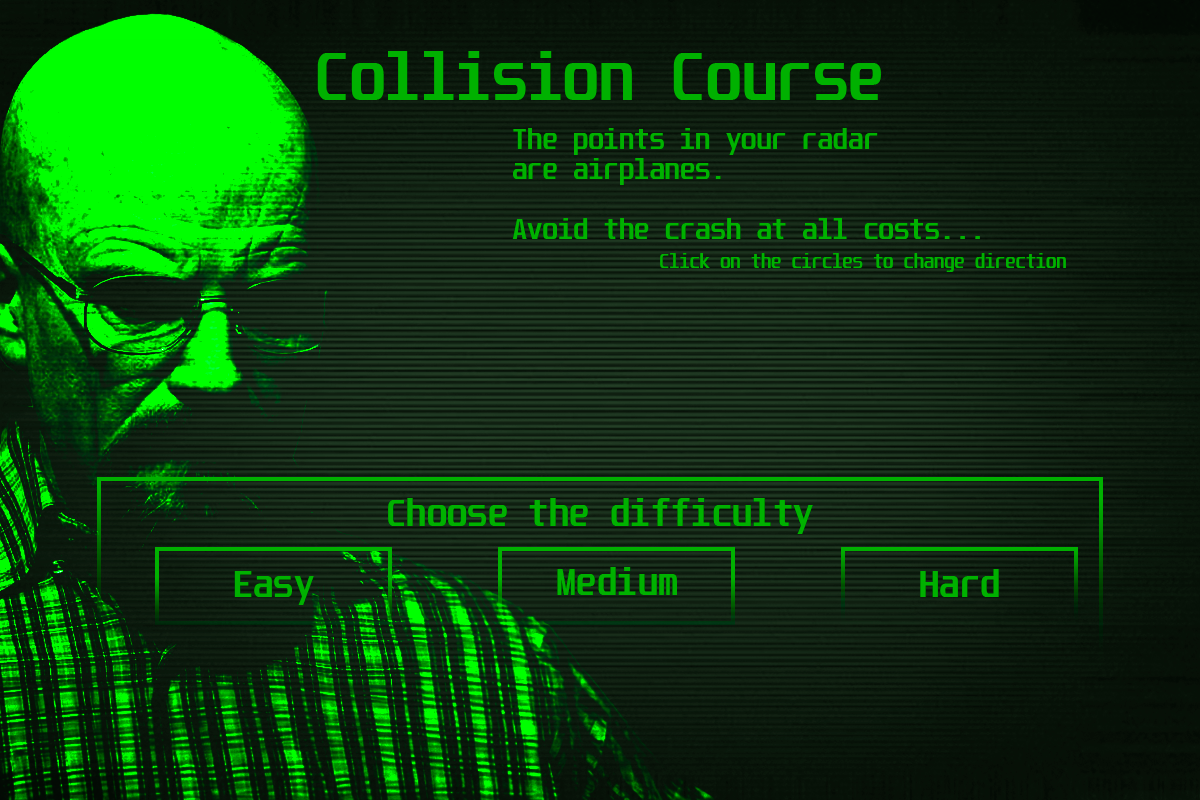 Collision Course
The points in your radar
are airplanes.
Avoid the crash at all costs...
Click on the circles to change direction
Choose the difficulty
Easy
Medium
Hard